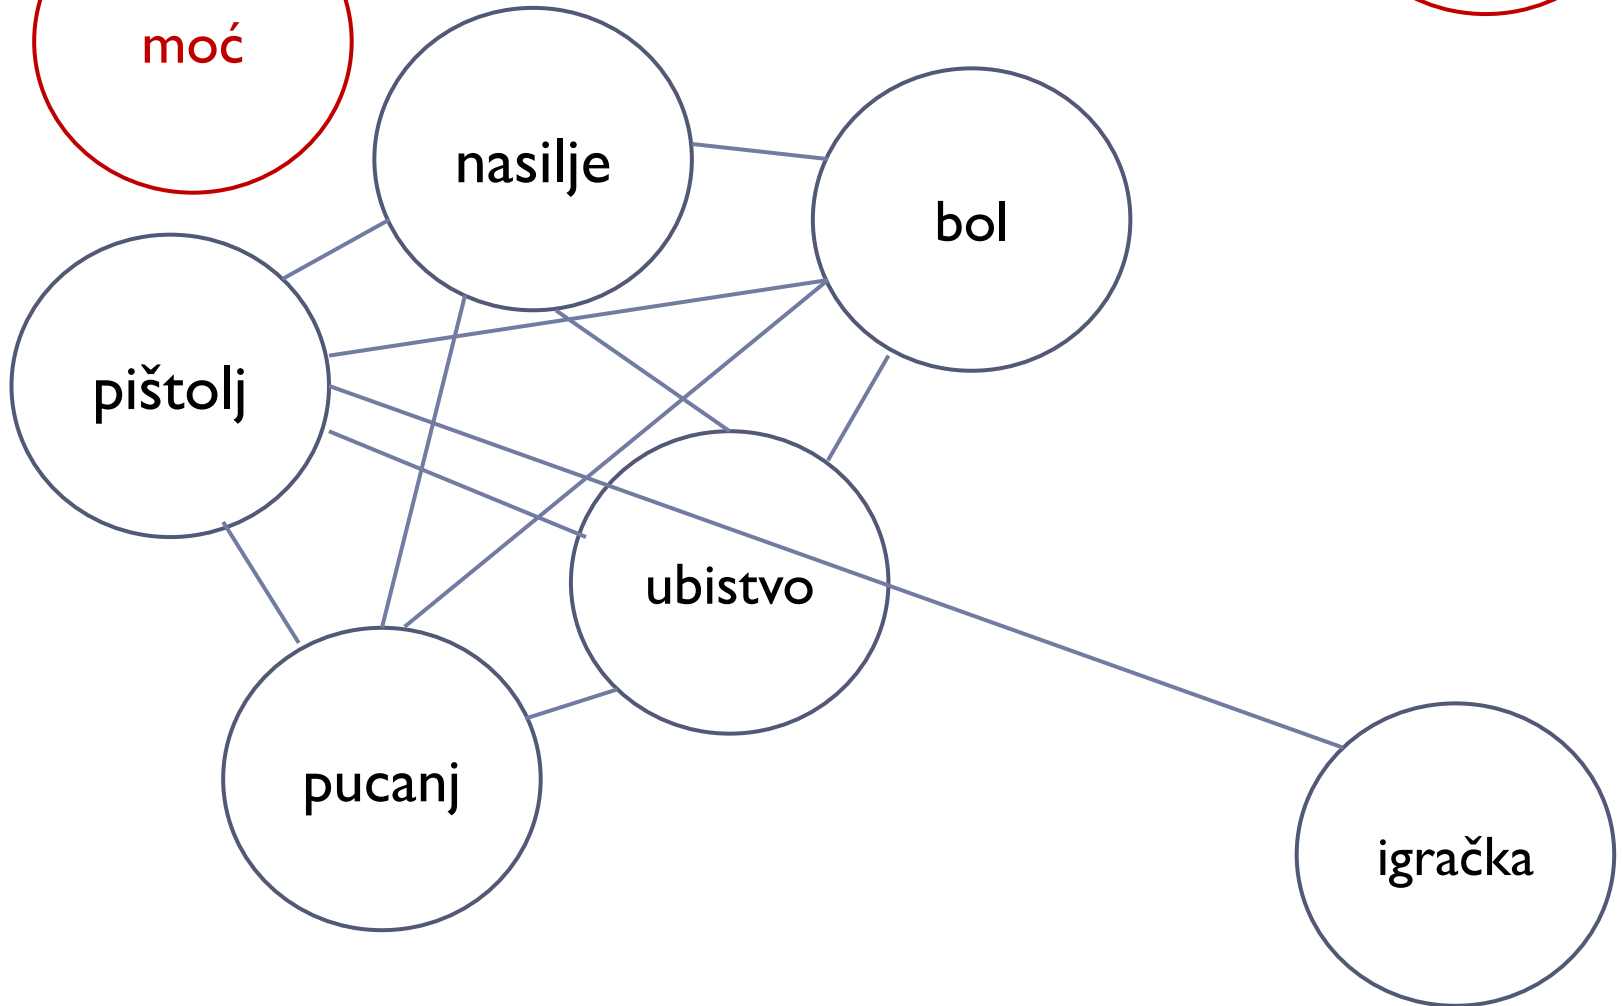 moć
nasilje
bol
pištolj
ubistvo
pucanj
igračka